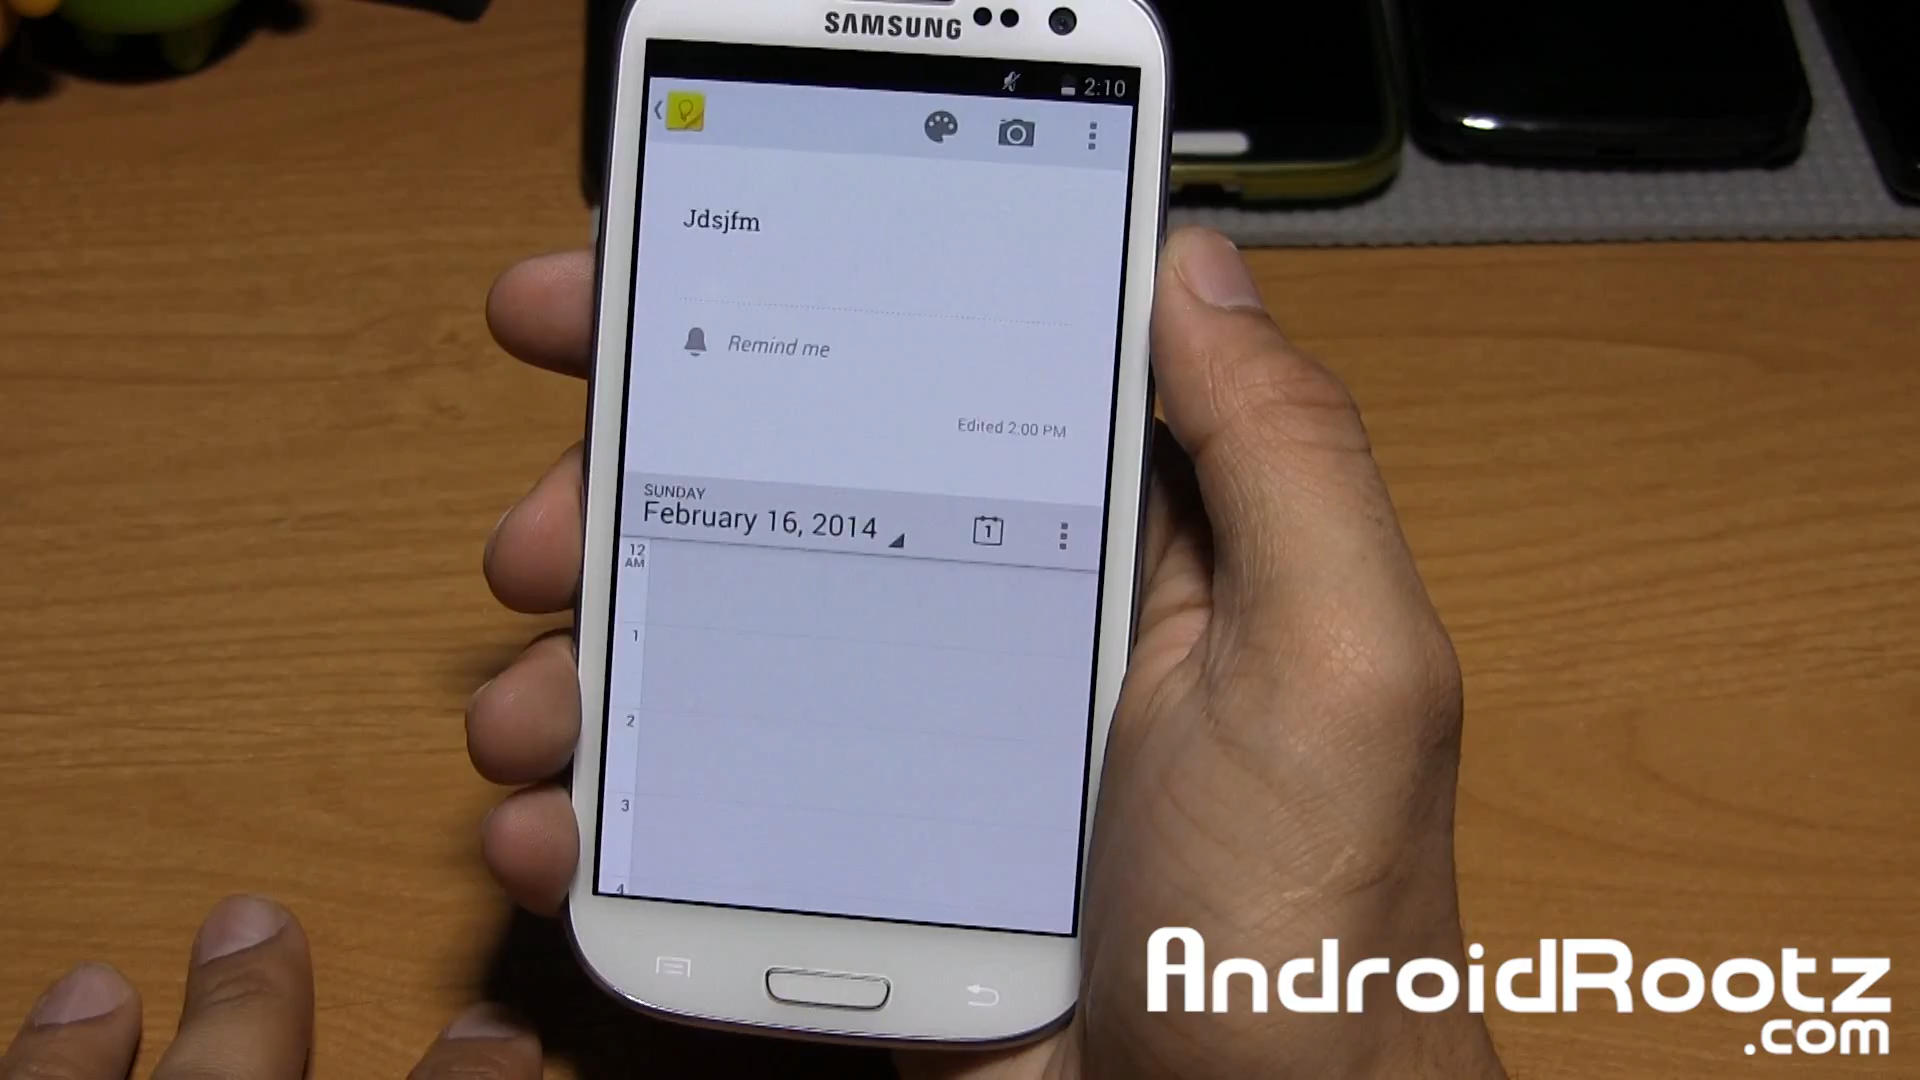 SAMSUNG
2:10
Jdsjfm
Remind me
Edited 2:00 PM
SUNDAY
February 16, 2014
1
12
AM
1
2
3
4
AndroidRootz
.com